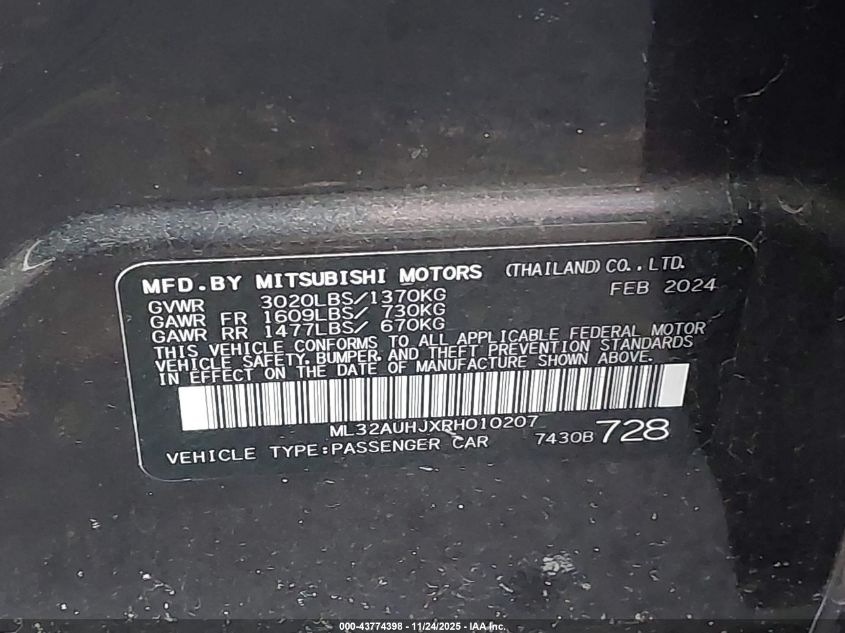 MFD.BY MITSUBISHI MOTORS (THAILAND) CO., LTD.
FEB 2024
GVWR 3020LBS/1370KG
GAWR FR 1609LBS/ 730KG
GAWR RR 1477LBS/ 670KG
THIS VEHICLE CONFORMS TO ALL APPLICABLE FEDERAL MOTOR
VEHICLE SAFETY, BUMPER, AND THEFT PREVENTION STANDARDS
IN EFFECT ON THE DATE OF MANUFACTURE SHOWN ABOVE.
ML32AUHJXRH010207
VEHICLE TYPE:PASSENGER CAR 7430B 728
000-43774398 - 11/24/2025 - IAA Inc.